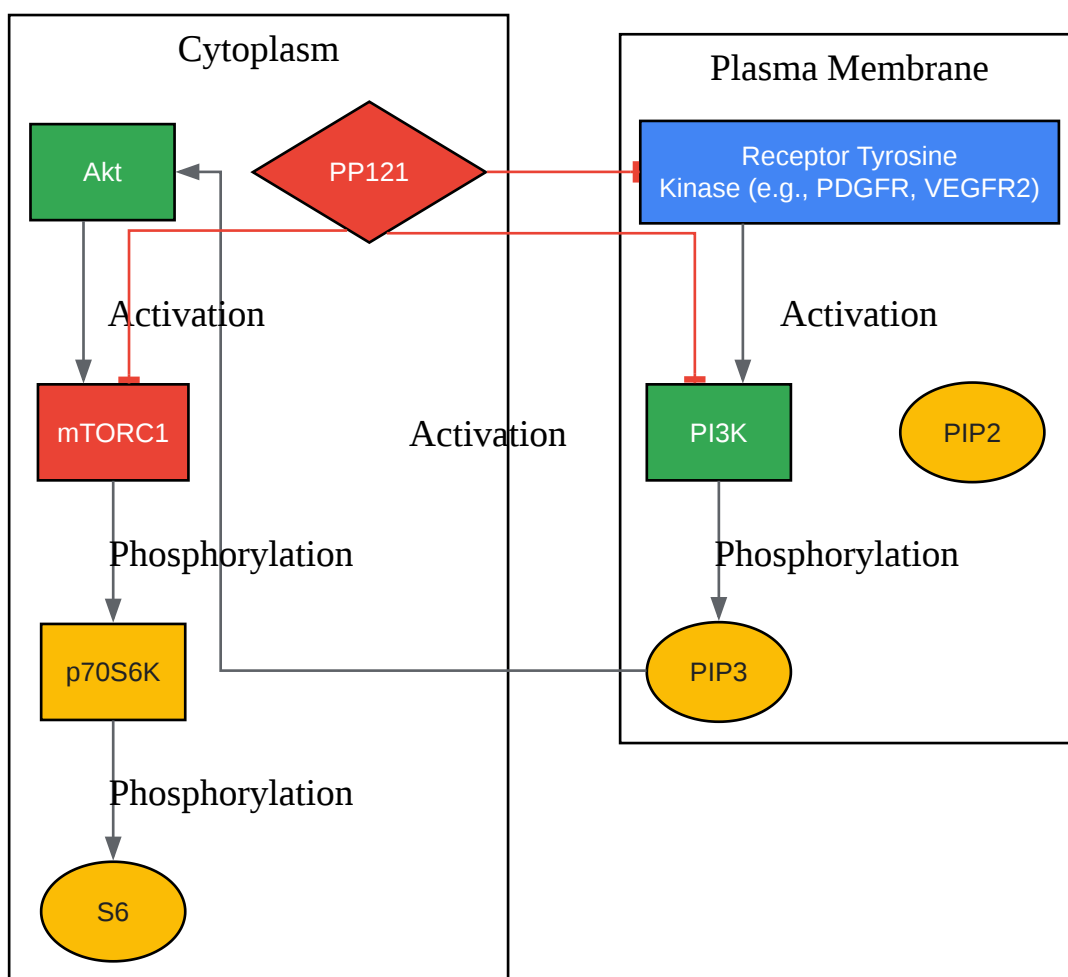 Cytoplasm
Plasma Membrane
Akt
PP121
Receptor Tyrosine
Kinase (e.g., PDGFR, VEGFR2)
Activation
Activation
mTORC1
Activation
PI3K
PIP2
Phosphorylation
Phosphorylation
p70S6K
PIP3
Phosphorylation
S6